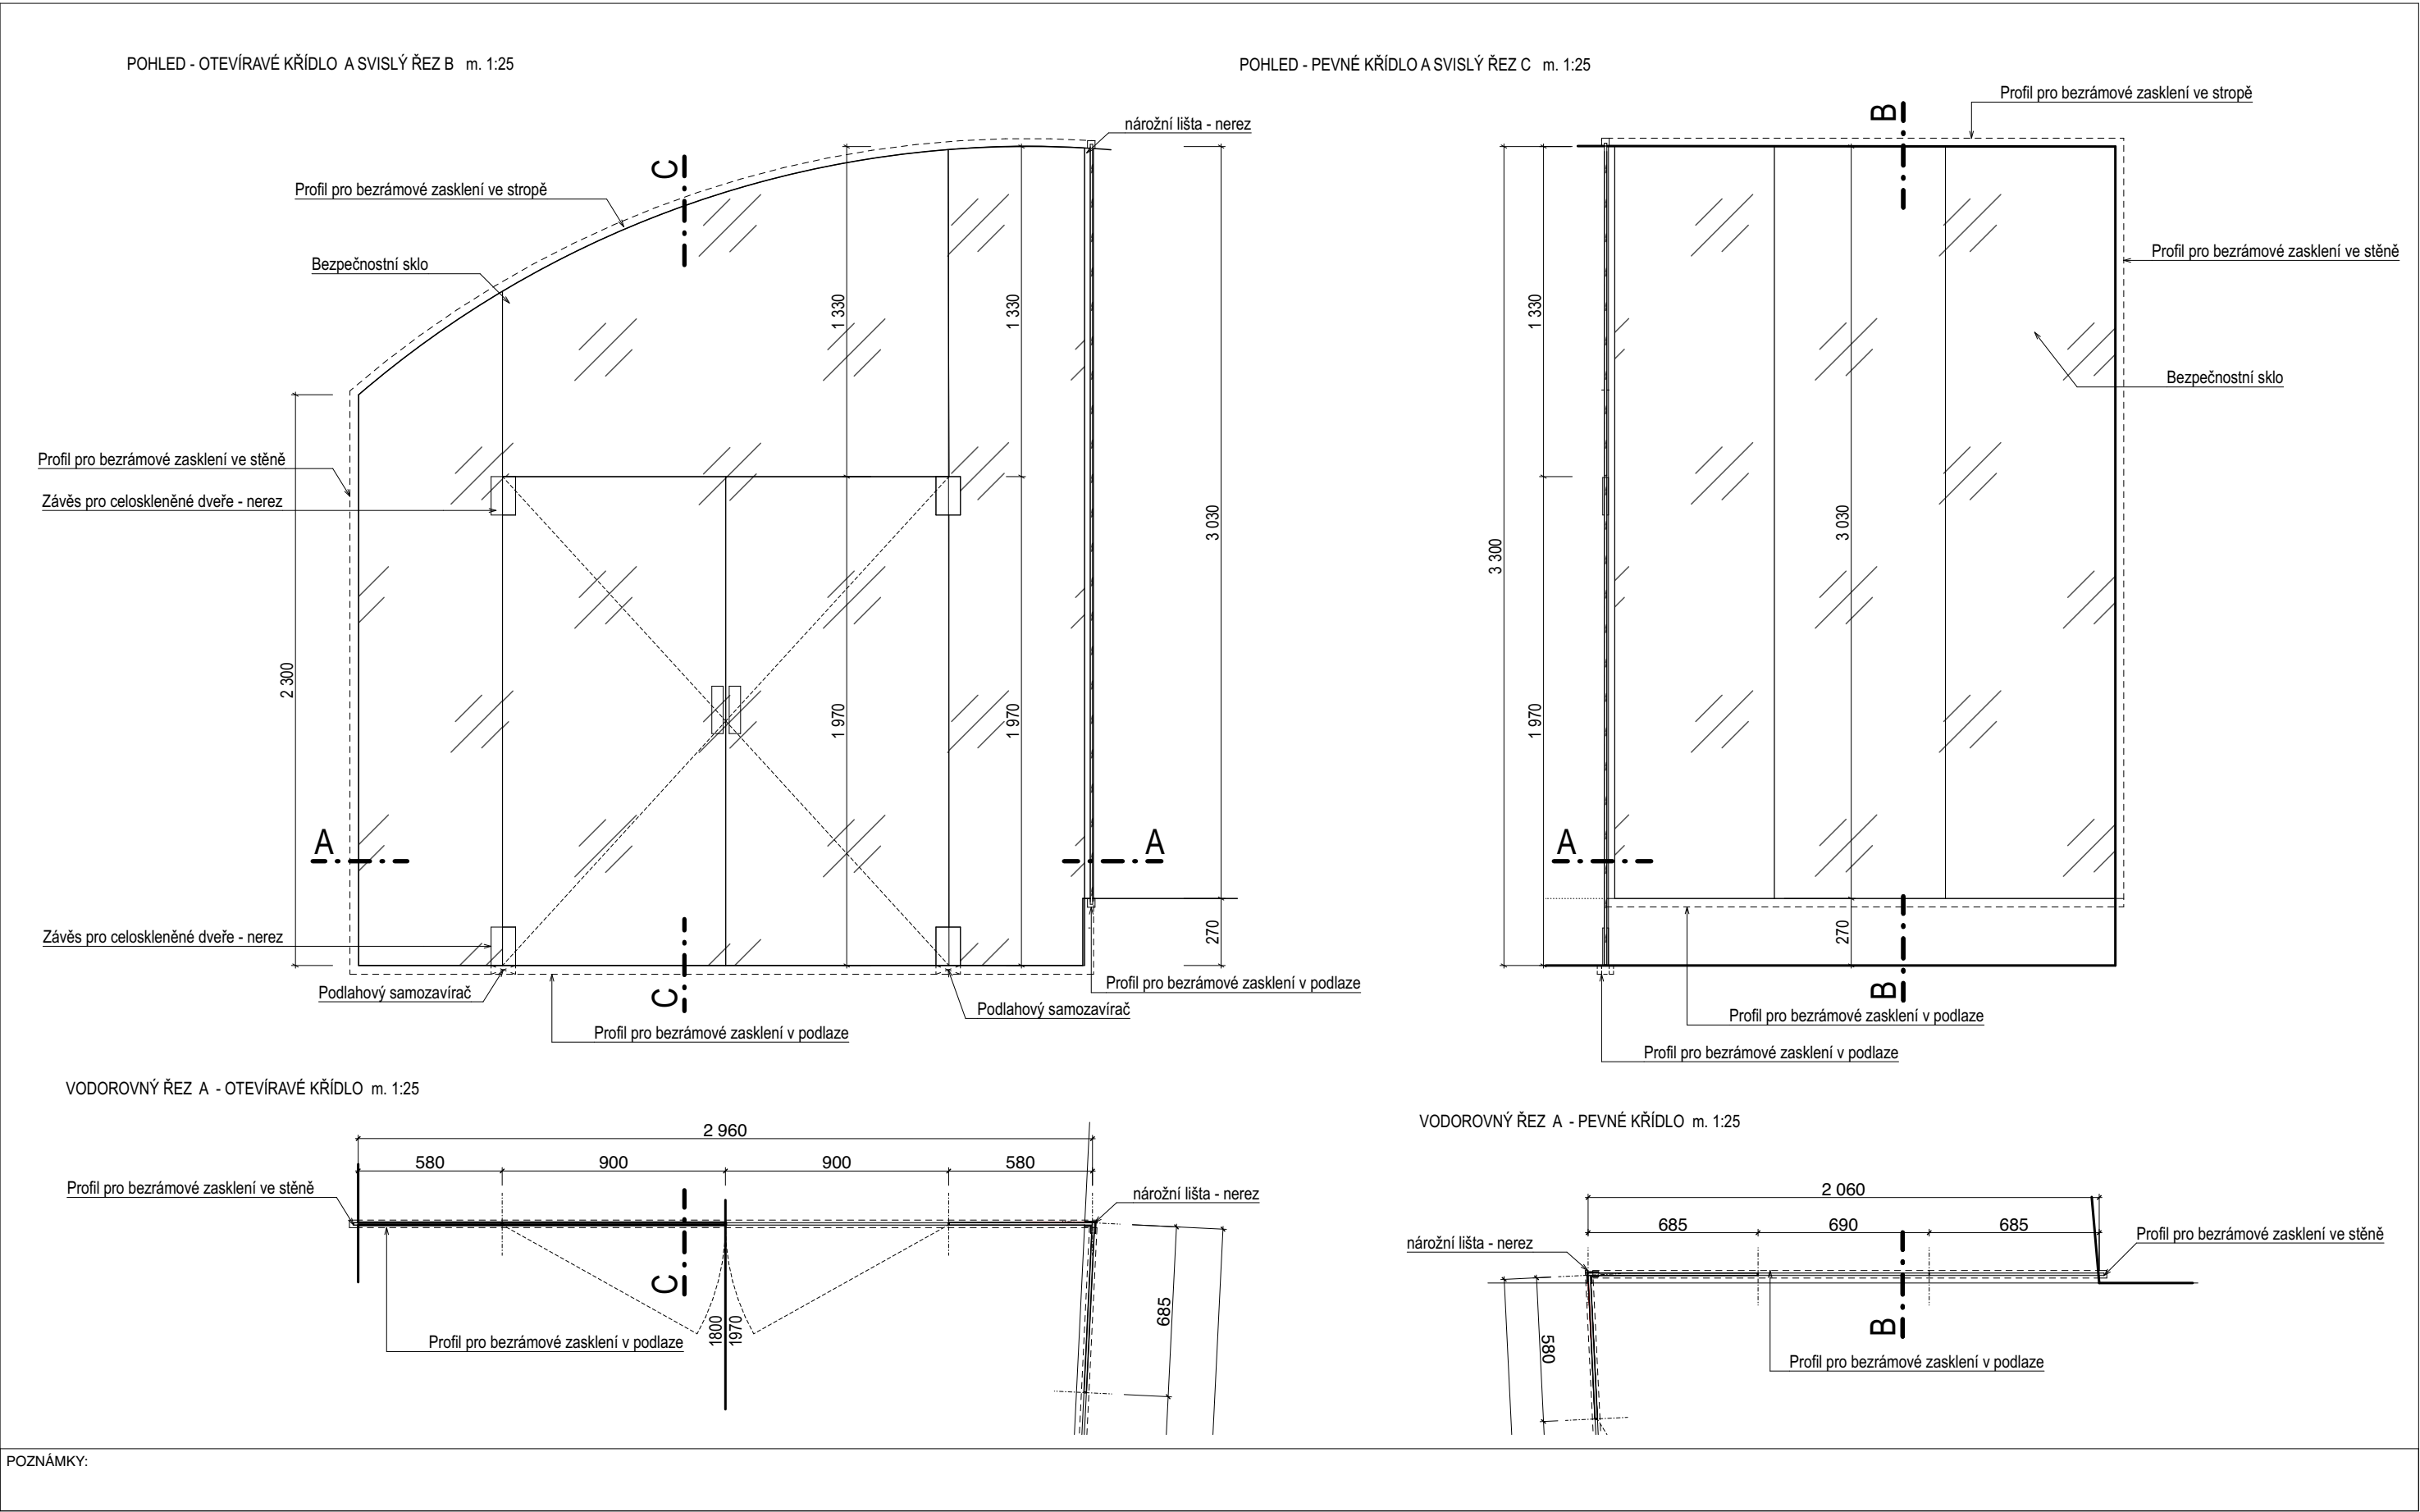 POHLED - OTEVÍRAVÉ KŘÍDLO A SVISLÝ ŘEZ B m. 1:25
nárožní lišta - nerez
C
Profil pro bezrámové zasklení ve stropě
Bezpečnostní sklo
1 330
1 330
Profil pro bezrámové zasklení ve stěně
Závěs pro celoskleněné dveře - nerez
3 030
2 300
1 970
1 970
A
A
Závěs pro celoskleněné dveře - nerez
270
Podlahový samozavírač
C
Profil pro bezrámové zasklení v podlaze
Podlahový samozavírač
Profil pro bezrámové zasklení v podlaze
POHLED - PEVNÉ KŘÍDLO A SVISLÝ ŘEZ C m. 1:25
Profil pro bezrámové zasklení ve stropě
B
Profil pro bezrámové zasklení ve stěně
1 330
Bezpečnostní sklo
3 030
3 300
1 970
A
270
B
Profil pro bezrámové zasklení v podlaze
Profil pro bezrámové zasklení v podlaze
VODOROVNÝ ŘEZ A - OTEVÍRAVÉ KŘÍDLO m. 1:25
2 960
580
900
900
580
Profil pro bezrámové zasklení ve stěně
nárožní lišta - nerez
C
685
1800
1970
Profil pro bezrámové zasklení v podlaze
VODOROVNÝ ŘEZ A - PEVNÉ KŘÍDLO m. 1:25
2 060
685
690
685
nárožní lišta - nerez
Profil pro bezrámové zasklení ve stěně
B
580
Profil pro bezrámové zasklení v podlaze
POZNÁMKY: